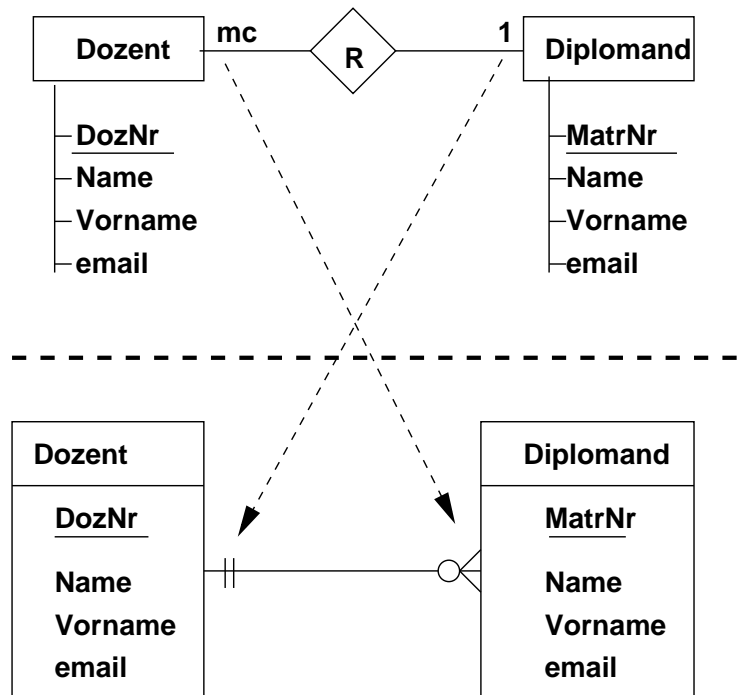 Dozent mc R 1 Diplomand
DozNr
Name
Vorname
email
MatrNr
Name
Vorname
email
Dozent
DozNr
Name
Vorname
email
Diplomand
MatrNr
Name
Vorname
email